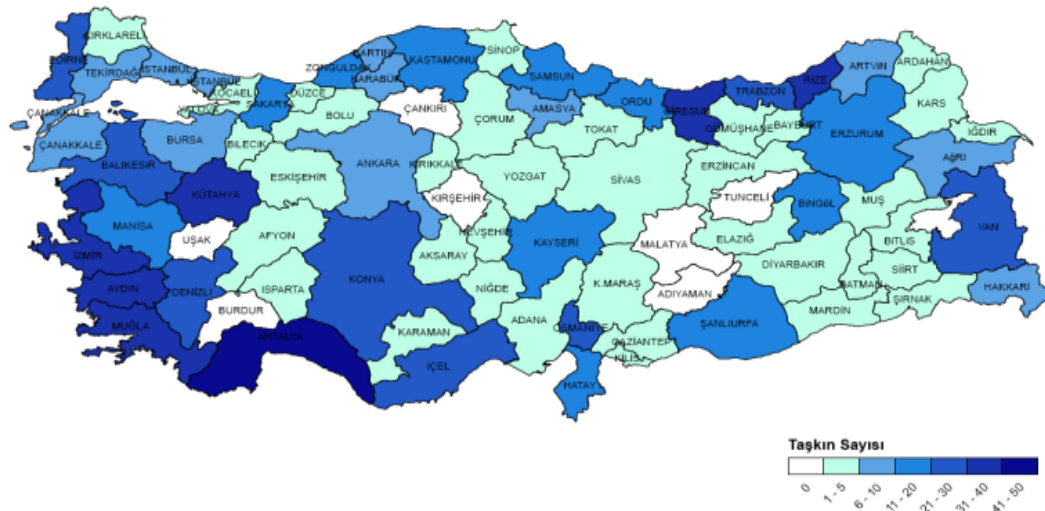 KIRKLARELİ
EDİRNE
TEKİRDAĞ
İSTANBUL
İSTANBUL
KOCAELİ
YALOVA
SAKARYA
DÜZCE
ZONGULDAK
BARTIN
KARABÜK
KASTAMONU
SİNOP
SAMSUN
ORDU
GİRESUN
TRABZON
RİZE
ARTVİN
ARDAHAN
KARS
IĞDIR
ÇANAKKALE
ÇANAKKALE
BALIKESİR
BURSA
BİLECİK
BOLU
ÇANKIRI
ÇORUM
AMASYA
TOKAT
GÜMÜŞHANE
BAYBURT
ERZURUM
AĞRI
KÜTAHYA
ESKİŞEHİR
ANKARA
KIRIKKALE
YOZGAT
SİVAS
ERZİNCAN
TUNCELİ
BİNGöL
MUŞ
VAN
MANİSA
UŞAK
AFYON
KIRŞEHİR
NEVŞEHİR
KAYSERİ
MALATYA
ELAZIĞ
BITLIS
İZMİR
AYDIN
DENİZLİ
ISPARTA
BURDUR
KONYA
AKSARAY
NİĞDE
K.MARAŞ
ADIYAMAN
DİYARBAKIR
BATMAN
SİİRT
ŞIRNAK
HAKKARİ
MUĞLA
ANTALYA
KARAMAN
İÇEL
ADANA
OSMANİYE
GAZİANTEP
KİLİS
ŞANLIURFA
MARDİN
HATAY
Taşkın Sayısı
0
1 - 5
6 - 10
11 - 20
21 - 30
31 - 40
41 - 50